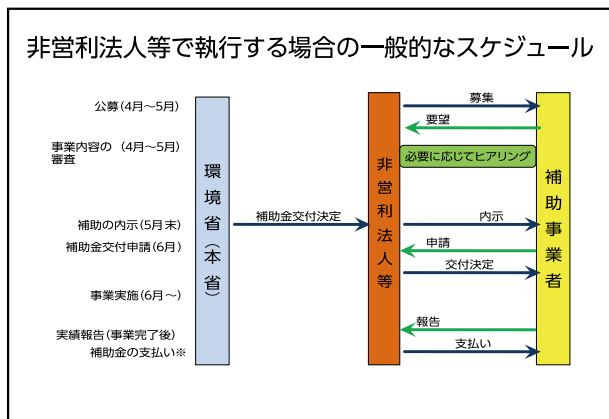 非営利法人等で執行する場合の一般的なスケジュール
公募(4月～5月)
募集
要望
事業内容の (4月～5月)
審査
必要に応じてヒアリング
環境省(本省)
非営利法人等
補助事業者
補助の内示(5月末)
補助金交付決定
内示
補助金交付申請(6月)
申請
交付決定
事業実施(6月～)
実績報告(事業完了後)
報告
補助金の支払い※
支払い